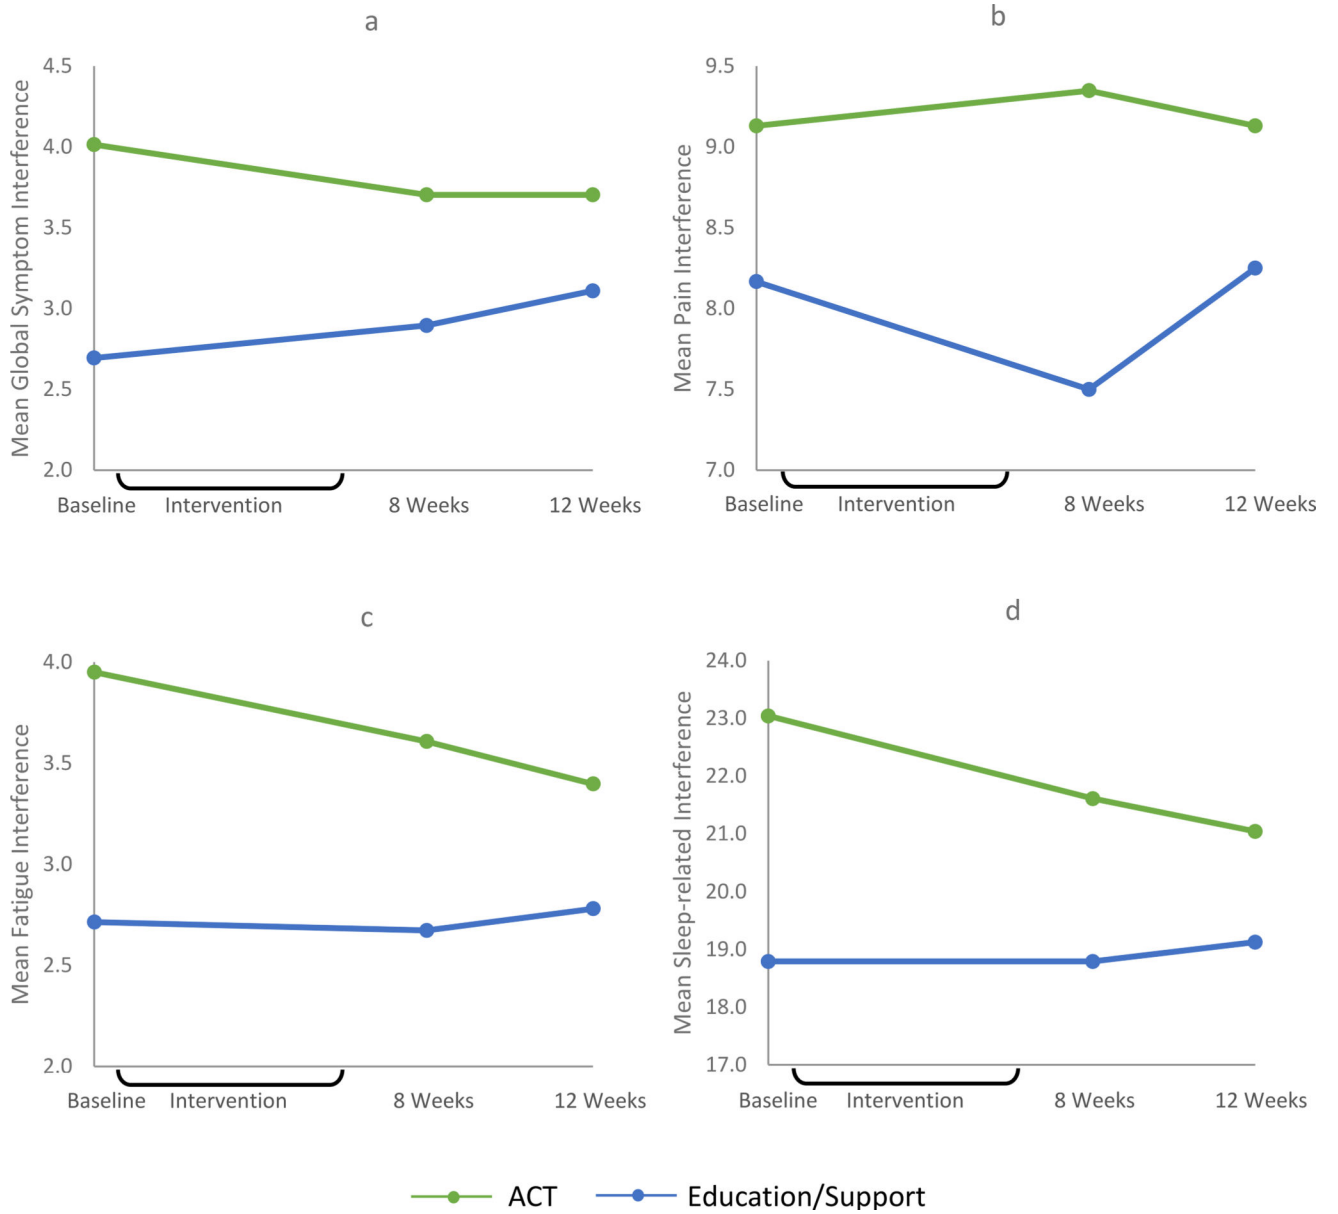 a
Mean Global Symptom Interference
4.5
4.0
3.5
3.0
2.5
2.0
Baseline Intervention 8 Weeks 12 Weeks
b
Mean Pain Interference
9.5
9.0
8.5
8.0
7.5
7.0
Baseline Intervention 8 Weeks 12 Weeks
c
Mean Fatigue Interference
4.0
3.5
3.0
2.5
2.0
Baseline Intervention 8 Weeks 12 Weeks
d
Mean Sleep-related Interference
24.0
23.0
22.0
21.0
20.0
19.0
18.0
17.0
Baseline Intervention 8 Weeks 12 Weeks
ACT Education/Support